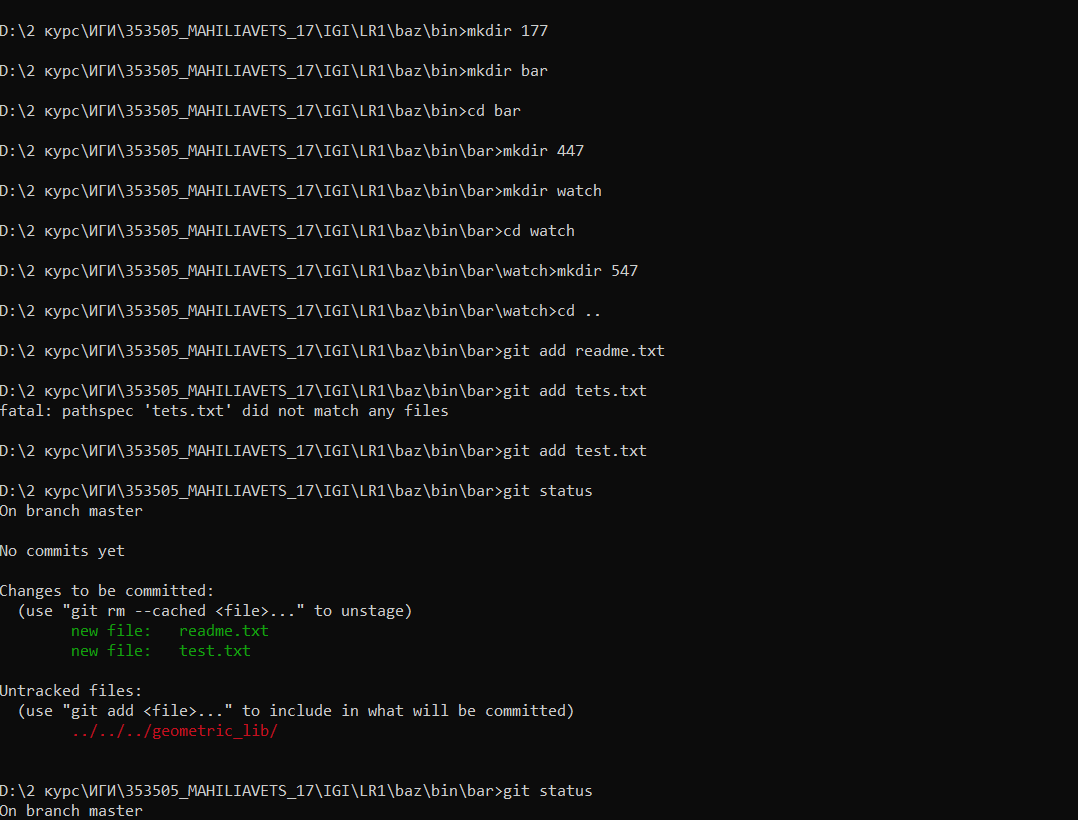 D:\2 курс\ИГИ\353505_MAHILIAVETS_17\IGI\LR1\baz\bin>mkdir 177
D:\2 курс\ИГИ\353505_MAHILIAVETS_17\IGI\LR1\baz\bin>mkdir bar
D:\2 курс\ИГИ\353505_MAHILIAVETS_17\IGI\LR1\baz\bin>cd bar
D:\2 курс\ИГИ\353505_MAHILIAVETS_17\IGI\LR1\baz\bin\bar>mkdir 447
D:\2 курс\ИГИ\353505_MAHILIAVETS_17\IGI\LR1\baz\bin\bar>mkdir watch
D:\2 курс\ИГИ\353505_MAHILIAVETS_17\IGI\LR1\baz\bin\bar>cd watch
D:\2 курс\ИГИ\353505_MAHILIAVETS_17\IGI\LR1\baz\bin\bar\watch>mkdir 547
D:\2 курс\ИГИ\353505_MAHILIAVETS_17\IGI\LR1\baz\bin\bar\watch>cd ..
D:\2 курс\ИГИ\353505_MAHILIAVETS_17\IGI\LR1\baz\bin\bar>git add readme.txt
D:\2 курс\ИГИ\353505_MAHILIAVETS_17\IGI\LR1\baz\bin\bar>git add tets.txt
fatal: pathspec 'tets.txt' did not match any files
D:\2 курс\ИГИ\353505_MAHILIAVETS_17\IGI\LR1\baz\bin\bar>git add test.txt
D:\2 курс\ИГИ\353505_MAHILIAVETS_17\IGI\LR1\baz\bin\bar>git status
On branch master
No commits yet
Changes to be committed:
(use "git rm --cached <file>..." to unstage)
new file: readme.txt
new file: test.txt
Untracked files:
(use "git add <file>..." to include in what will be committed)
../../../geometric_lib/
D:\2 курс\ИГИ\353505_MAHILIAVETS_17\IGI\LR1\baz\bin\bar>git status
On branch master